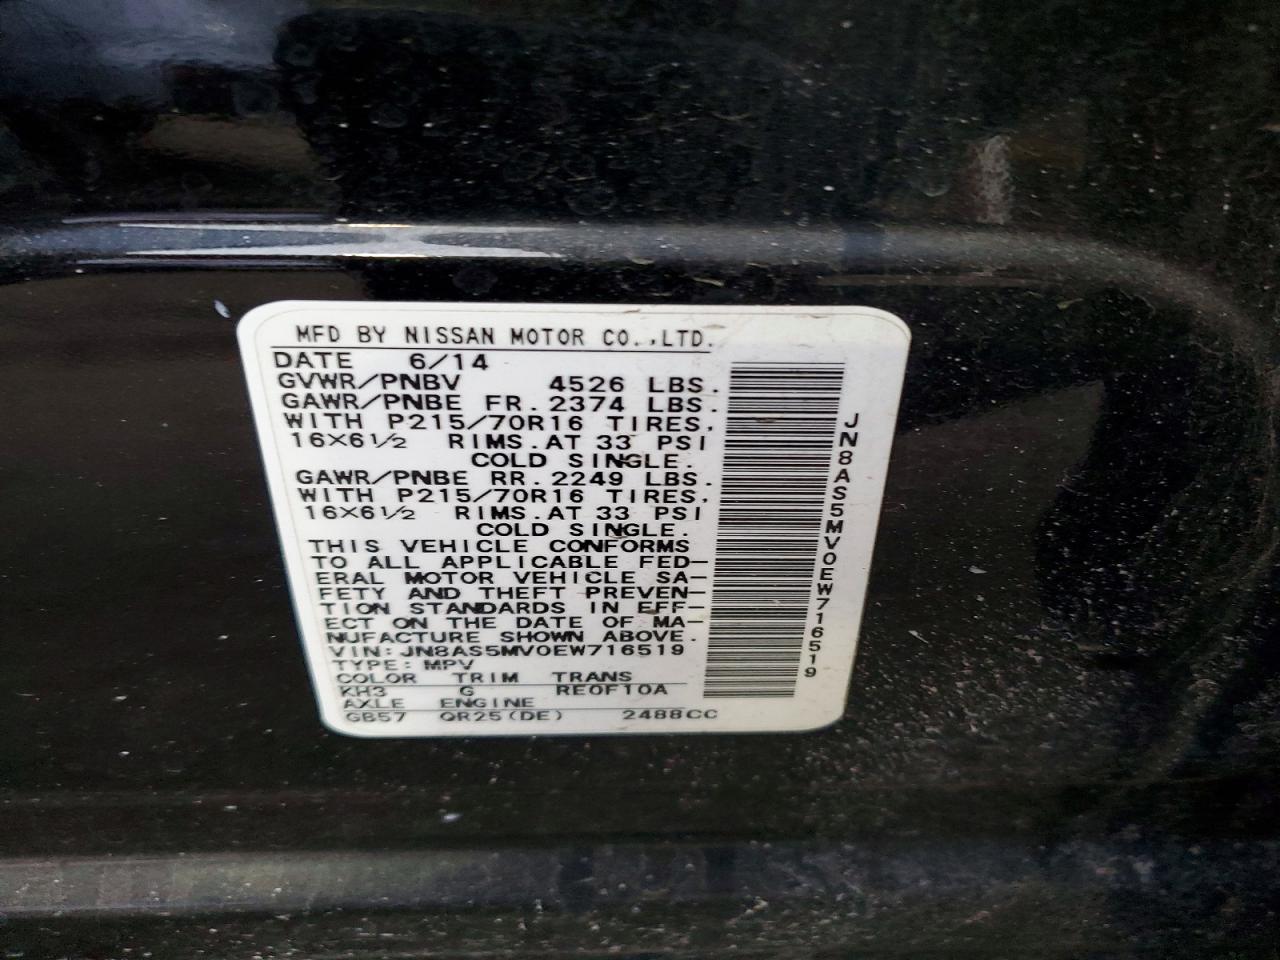 MFD BY NISSAN MOTOR CO.,LTD.
DATE 6/14
GVWR/PNBV 4526 LBS.
GAWR/PNBE FR. 2374 LBS.
WITH P215/70R16 TIRES,
16X6½ RIMS.AT 33 PSI
COLD SINGLE.
GAWR/PNBE RR. 2249 LBS.
WITH P215/70R16 TIRES,
16X6½ RIMS.AT 33 PSI
COLD SINGLE.
THIS VEHICLE CONFORMS
TO ALL APPLICABLE FED-
ERAL MOTOR VEHICLE SA-
FETY AND THEFT PREVEN-
TION STANDARDS IN EFF-
ECT ON THE DATE OF MA-
NUFACTURE SHOWN ABOVE.
VIN: JN8AS5MV0EW716519
TYPE: MPV
COLOR TRIM TRANS
KH3 G RE0F10A
AXLE ENGINE
GB57 QR25(DE) 2488CC
JN8AS5MV0EW716519